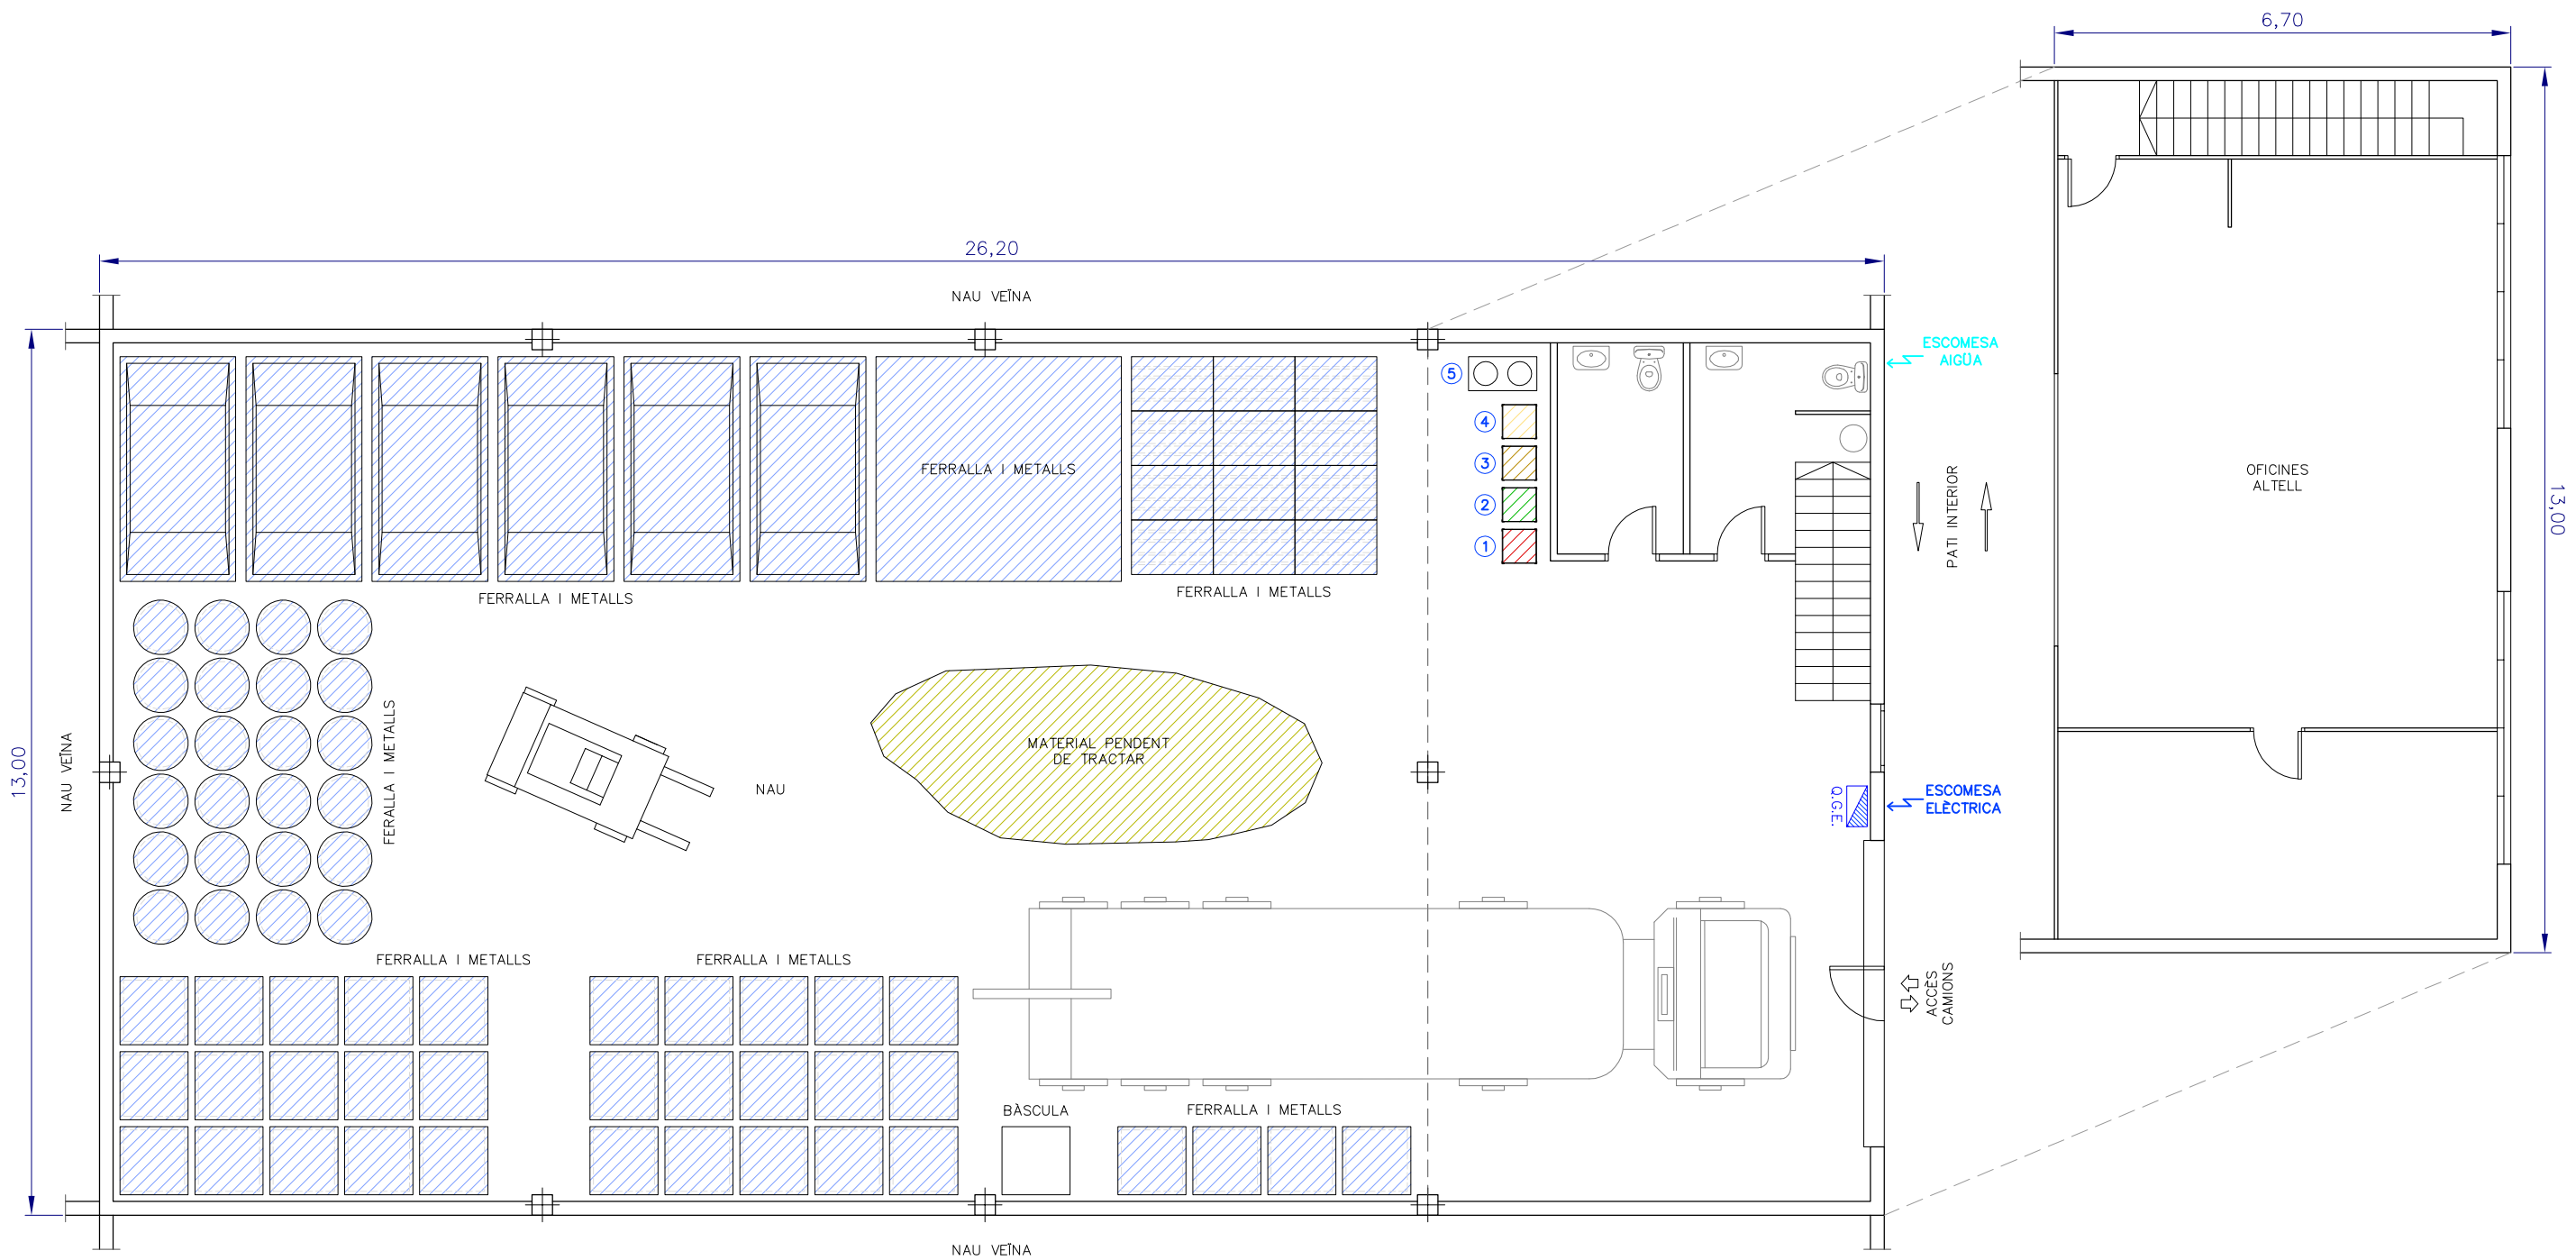 6,70
26,20
NAU VEÏNA
ESCOMESA
AIGÜA
5
4
3
2
1
FERRALLA I METALLS
FERRALLA I METALLS
FERRALLA I METALLS
OFICINES
ALTELL
PATI INTERIOR
13,00
FERALLA I METALLS
NAU VEÏNA
13,00
MATERIAL PENDENT
DE TRACTAR
NAU
Q.G.E.
ESCOMESA
ELÈCTRICA
FERRALLA I METALLS
FERRALLA I METALLS
ACCÈS
CAMIONS
BÀSCULA
FERRALLA I METALLS
NAU VEÏNA